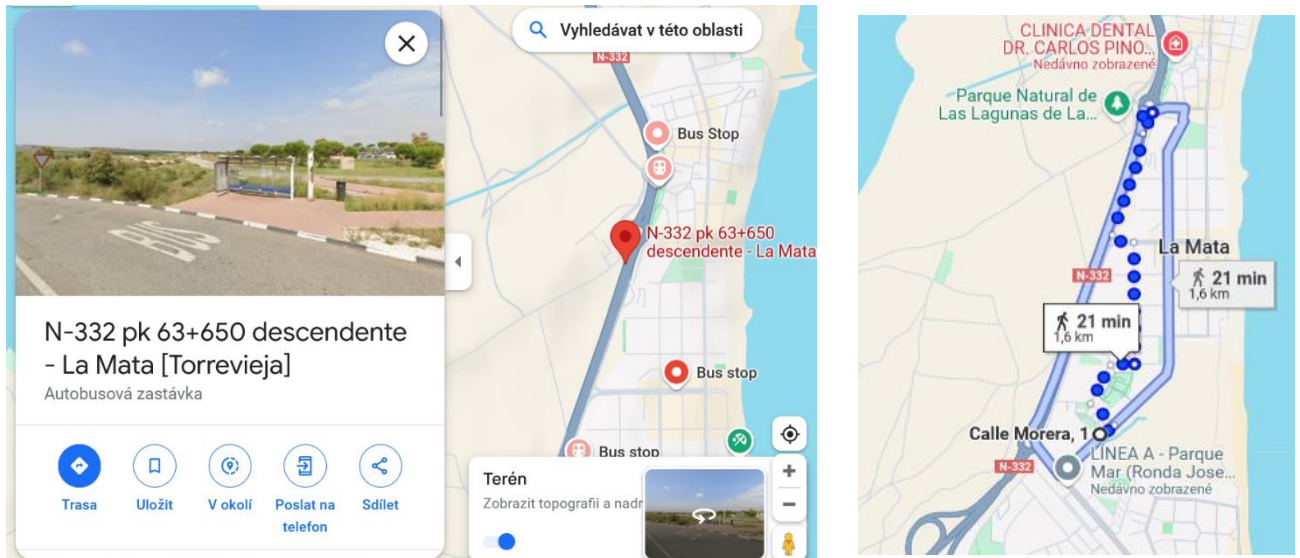 Vyhledávat v této oblasti
BUS
N-332 pk 63+650 descendente
- La Mata [Torrevieja]
Autobusová zastávka
Trasa
Uložit
V okolí
Poslat na
telefon
Sdílet
N-332
Bus Stop
N-332 pk 63+650
descendente - La Mata
Bus stop
Bus stop
Terén
Zobrazit topografii a nadr
CLINICA DENTAL
DR. CARLOS PINO...
Nedávno zobrazené
Parque Natural de
Las Lagunas de La...
La Mata
N-332
21 min
1,6 km
21 min
1,6 km
Calle Morera, 1
LÍNEA A - Parque
Mar (Ronda Jose...
Nedávno zobrazené
N-332